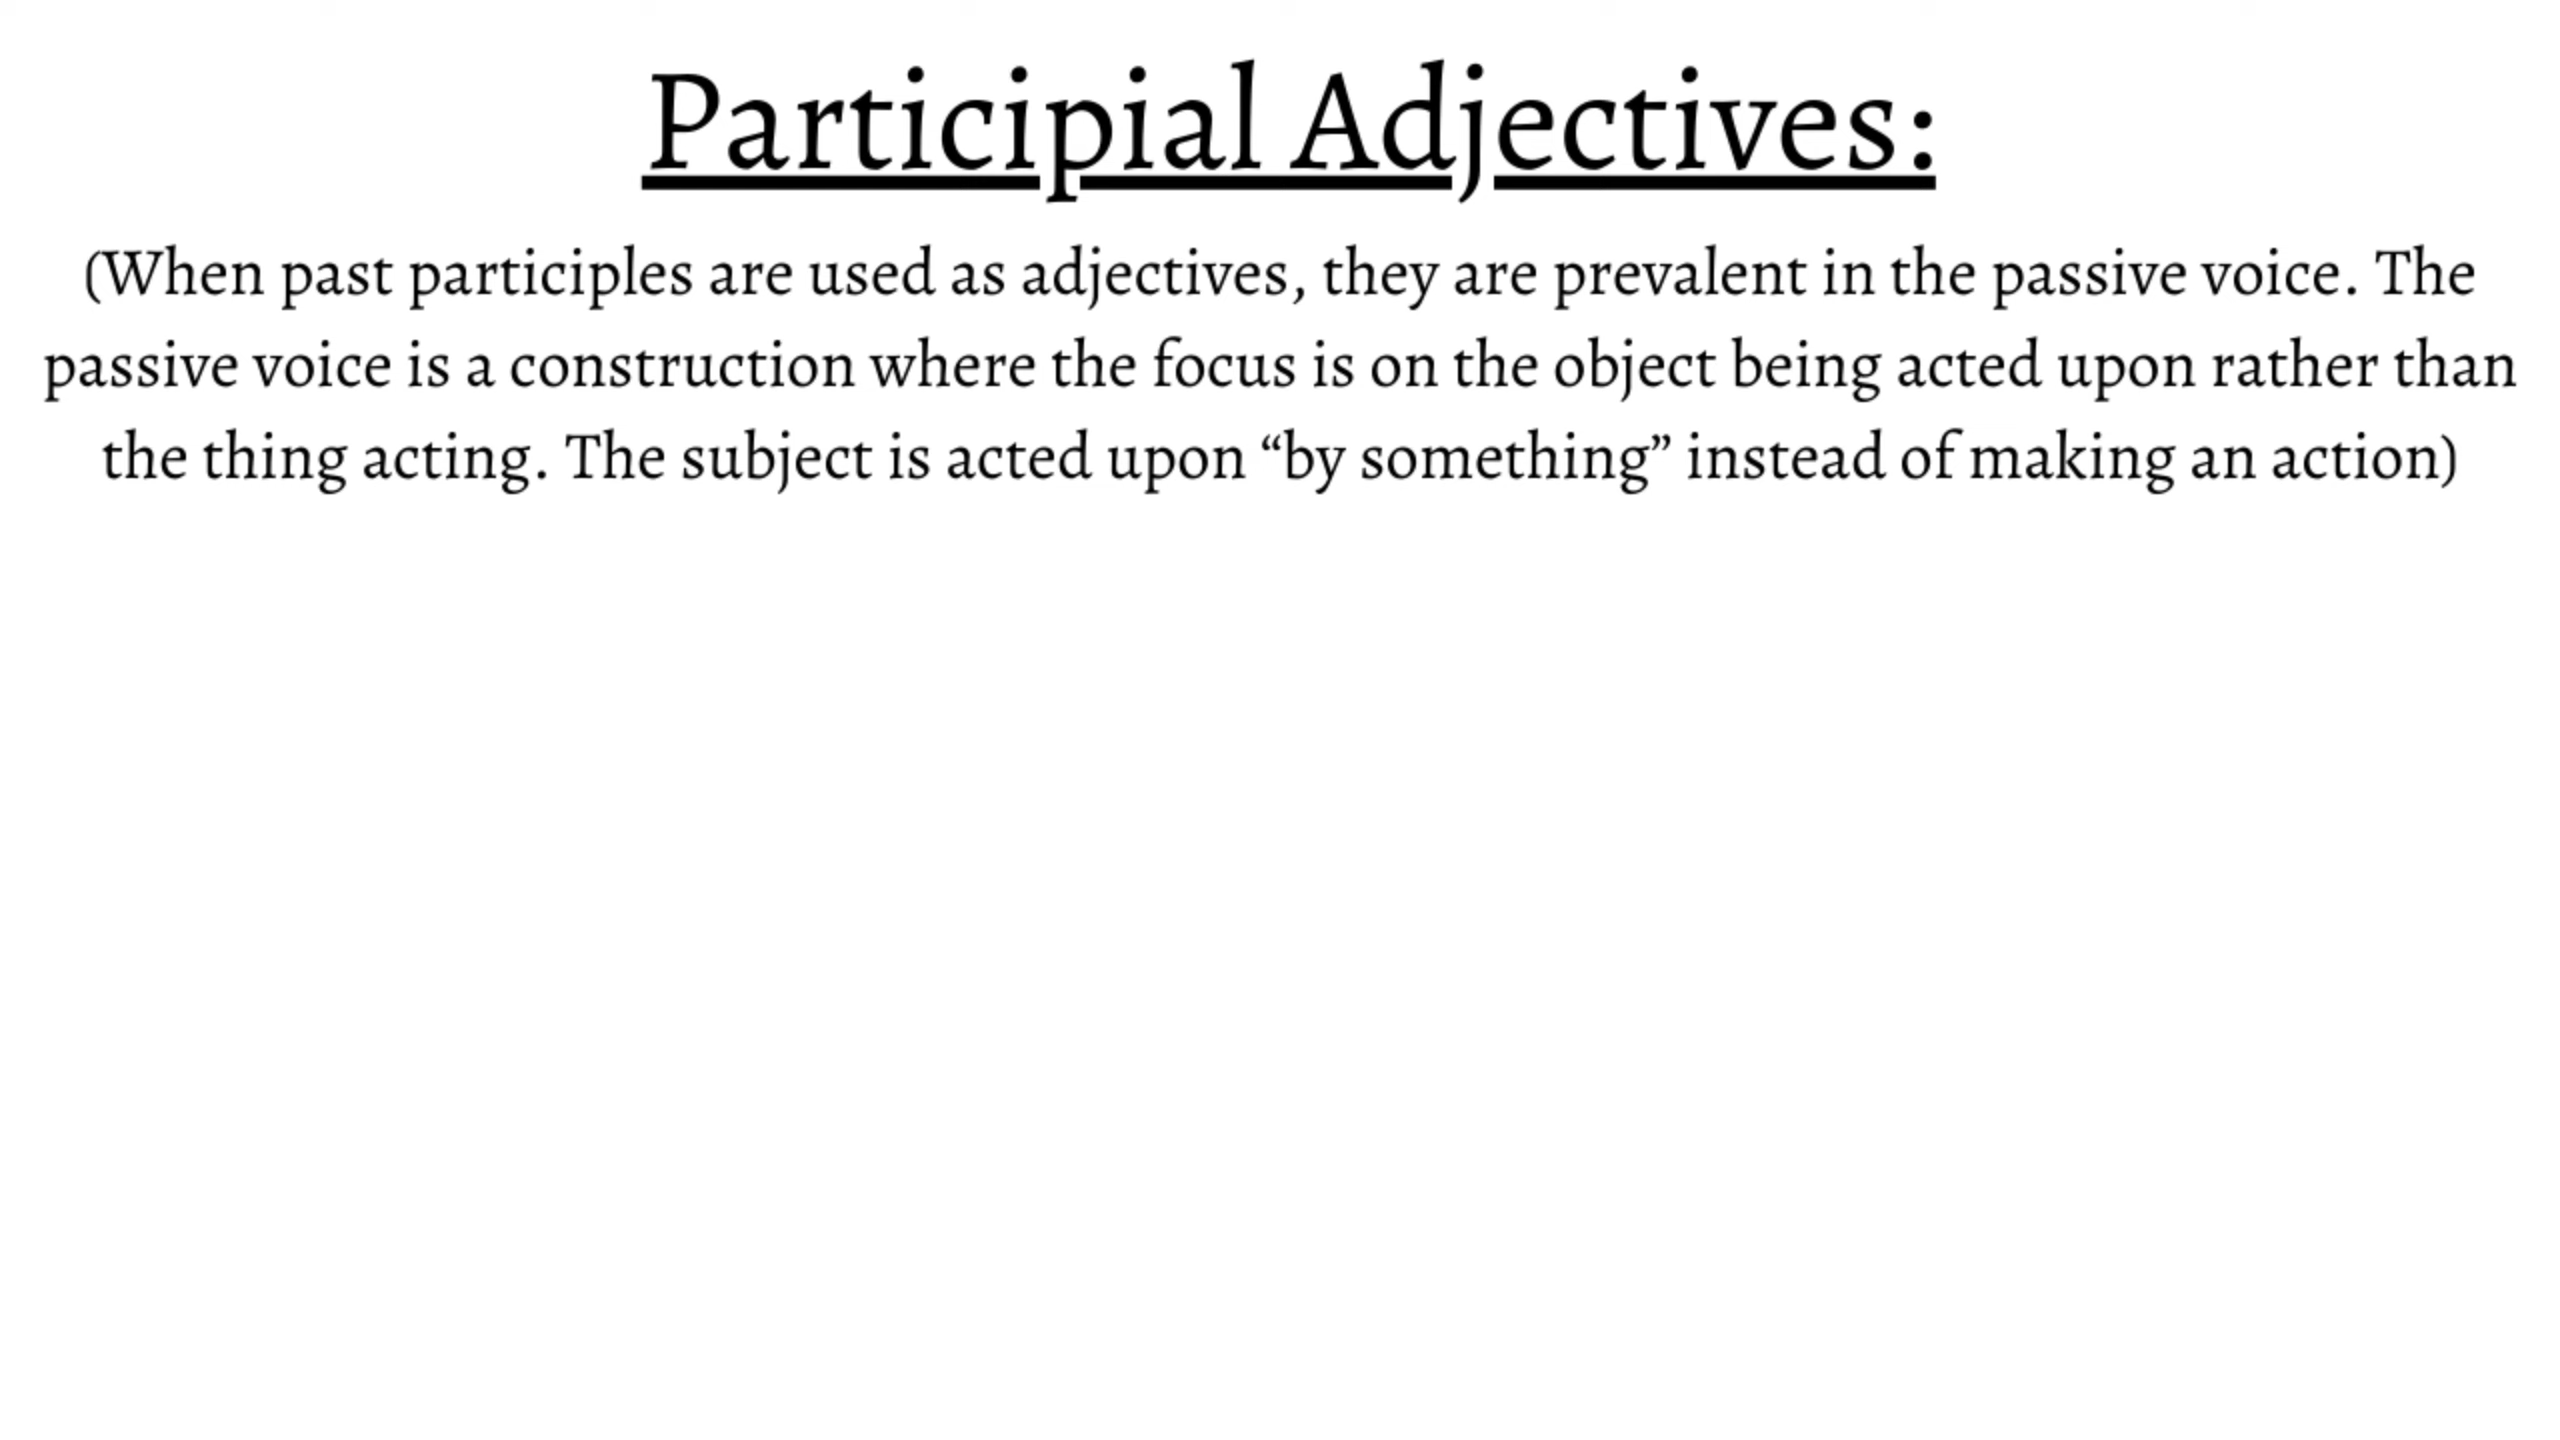 Participial Adjectives:
(When past participles are used as adjectives, they are prevalent in the passive voice. The
passive voice is a construction where the focus is on the object being acted upon rather than
the thing acting. The subject is acted upon “by something” instead of making an action)